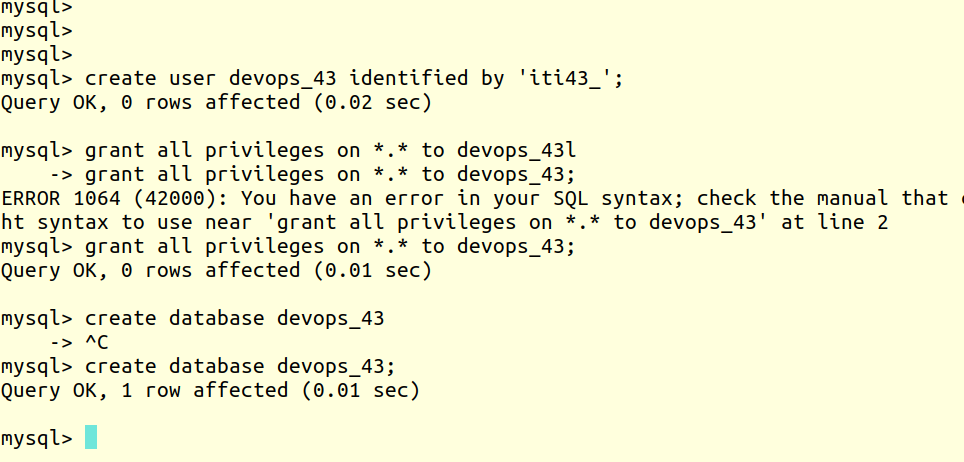 mysql>
mysql>
mysql>
mysql> create user devops_43 identified by 'iti43_';
Query OK, 0 rows affected (0.02 sec)
mysql> grant all privileges on *.* to devops_43l
    -> grant all privileges on *.* to devops_43;
ERROR 1064 (42000): You have an error in your SQL syntax; check the manual that
ht syntax to use near 'grant all privileges on *.* to devops_43' at line 2
mysql> grant all privileges on *.* to devops_43;
Query OK, 0 rows affected (0.01 sec)
mysql> create database devops_43
    -> ^C
mysql> create database devops_43;
Query OK, 1 row affected (0.01 sec)
mysql>